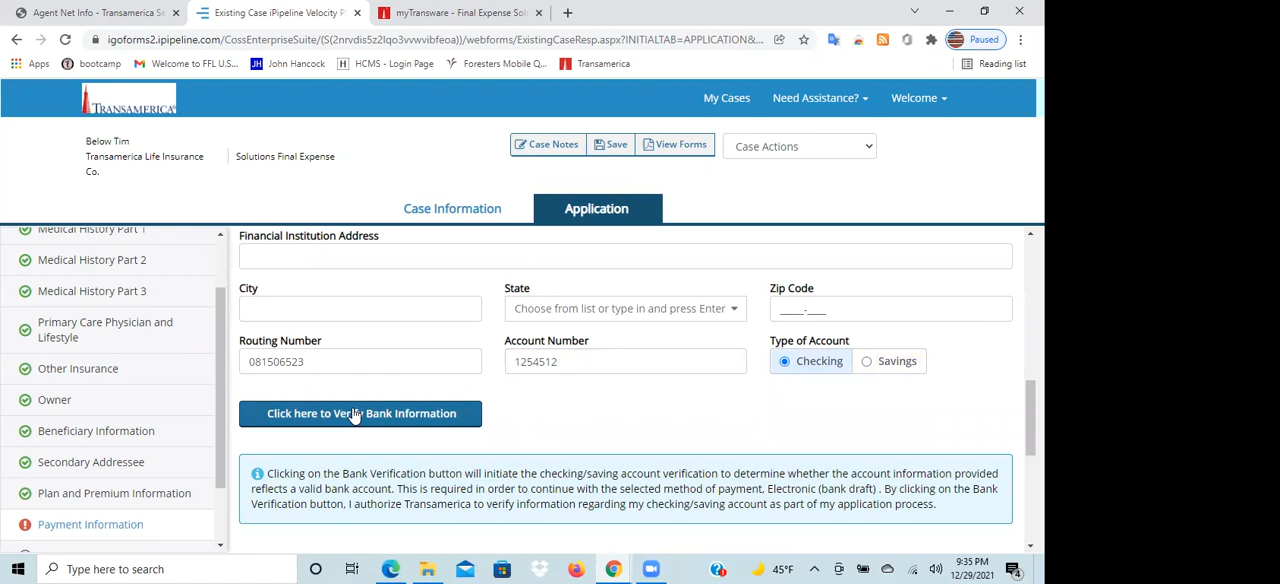 Agent Net Info - Transamerica Se
Existing Case iPipeline Velocity P
myTransware - Final Expense Sol
igoforms2.ipipeline.com/CossEnterpriseSuite/(S(2nrvdis5z2lqo3vvwvibfeoa))/webforms/ExistingCaseResp.aspx?INITIALTAB=APPLICATION&...
Paused
Apps
bootcamp
Welcome to FFL U.S...
JH John Hancock
H HCMS - Login Page
Foresters Mobile Q...
Transamerica
Reading list
TRANSAMERICA
My Cases
Need Assistance?
Welcome
Below Tim
Transamerica Life Insurance
Co.
Solutions Final Expense
Case Notes
Save
View Forms
Case Actions
Case Information
Application
Medical History Part 1
Medical History Part 2
Medical History Part 3
Primary Care Physician and
Lifestyle
Other Insurance
Owner
Beneficiary Information
Secondary Addressee
Plan and Premium Information
Payment Information
Financial Institution Address
City
State
Zip Code
Choose from list or type in and press Enter
_____-____
Routing Number
Account Number
Type of Account
081506523
1254512
Checking
Savings
Click here to Verify Bank Information
Clicking on the Bank Verification button will initiate the checking/saving account verification to determine whether the account information provided
reflects a valid bank account. This is required in order to continue with the selected method of payment, Electronic (bank draft) . By clicking on the Bank
Verification button, I authorize Transamerica to verify information regarding my checking/savings account as part of my application process.
Type here to search
45°F
9:35 PM
12/29/2021
4